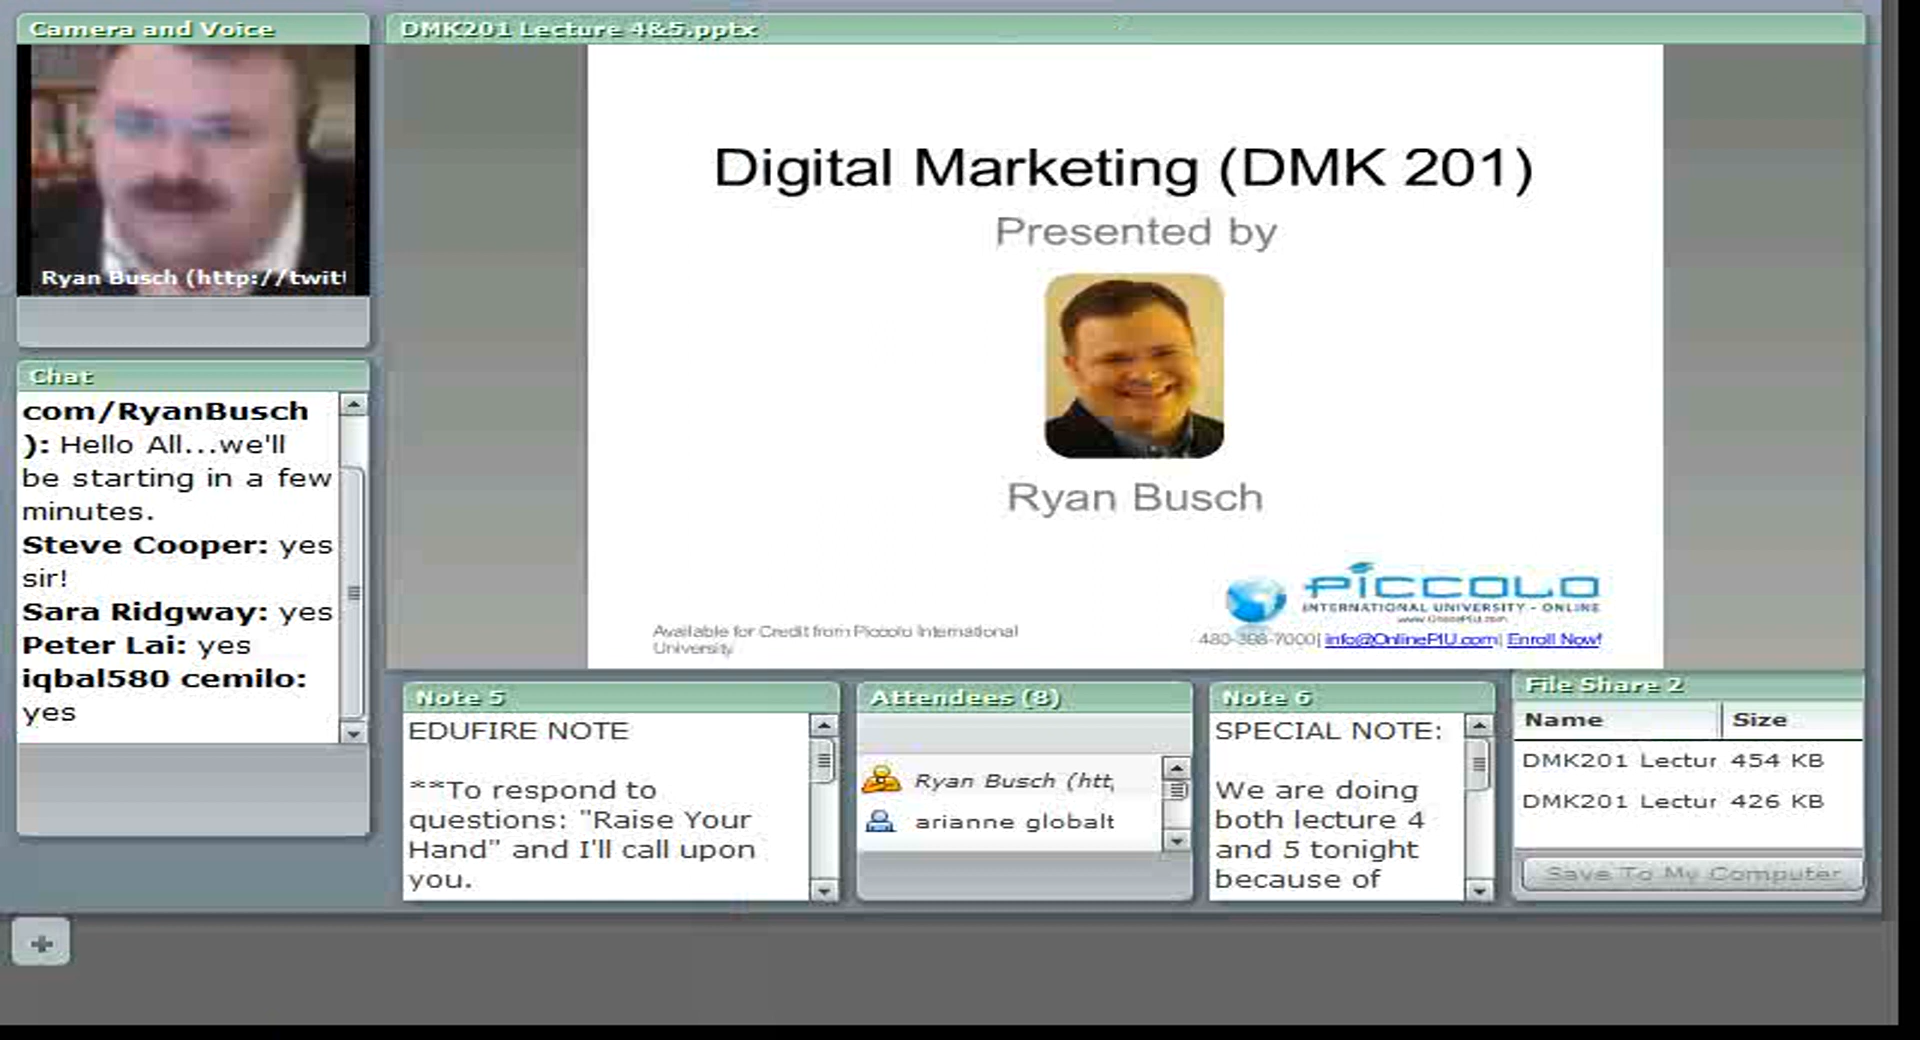 Camera and Voice
Ryan Busch (http://twit
DMK201 Lecture 4&5.pptx
Digital Marketing (DMK 201)
Presented by
Ryan Busch
PICCOLO
INTERNATIONAL UNIVERSITY - ONLINE
www.OnlinePIU.com
Available for Credit from Piccolo International
University
480-398-7000| info@OnlinePIU.com| Enroll Now!
Chat
com/RyanBusch
): Hello All...we'll
be starting in a few
minutes.
Steve Cooper: yes
sir!
Sara Ridgway: yes
Peter Lai: yes
iqbal580 cemilo:
yes
Note 5
EDUFIRE NOTE
**To respond to
questions: "Raise Your
Hand" and I'll call upon
you.
Attendees (8)
Ryan Busch (htt
arianne globalt
Note 6
SPECIAL NOTE:
We are doing
both lecture 4
and 5 tonight
because of
File Share 2
Name Size
DMK201 Lectur 454 KB
DMK201 Lectur 426 KB
Save To My Computer